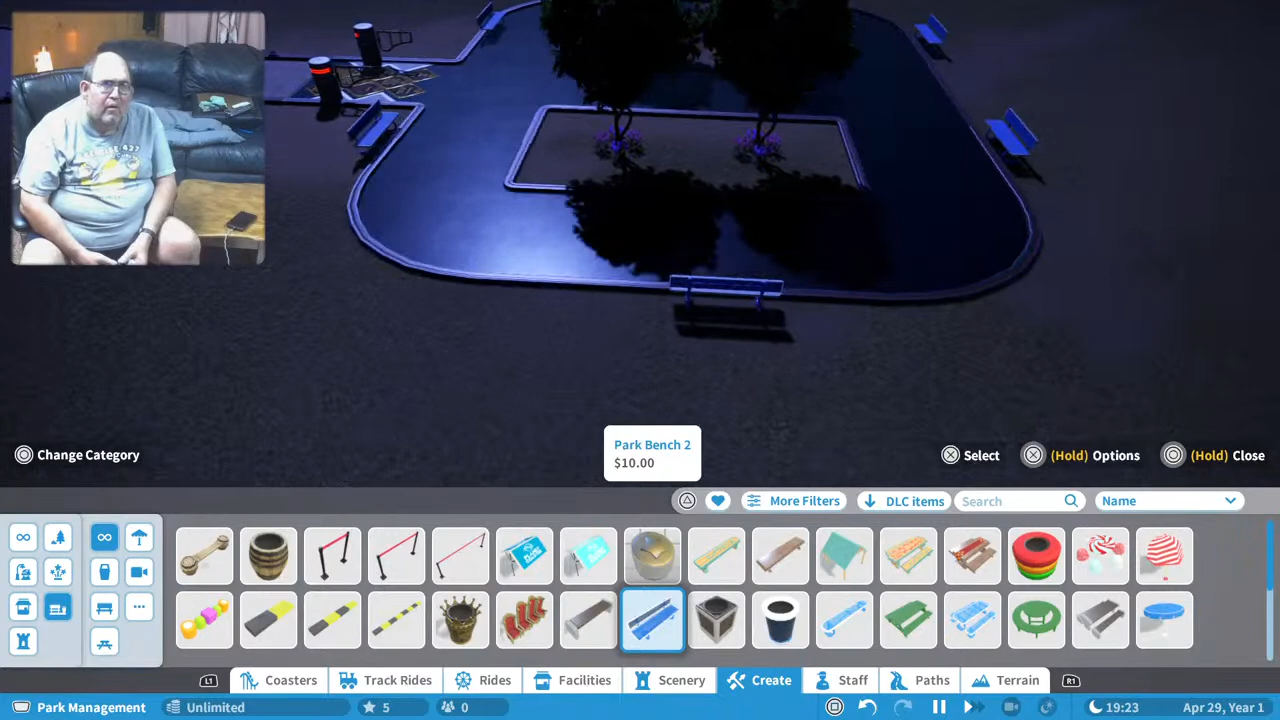 Park Bench 2
$10.00
Change Category
Select
(Hold) Options
(Hold) Close
More Filters
DLC items
Search
Name
L1
Coasters
Track Rides
Rides
Facilities
Scenery
Create
Staff
Paths
Terrain
R1
Park Management
Unlimited
5
0
19:23
Apr 29, Year 1